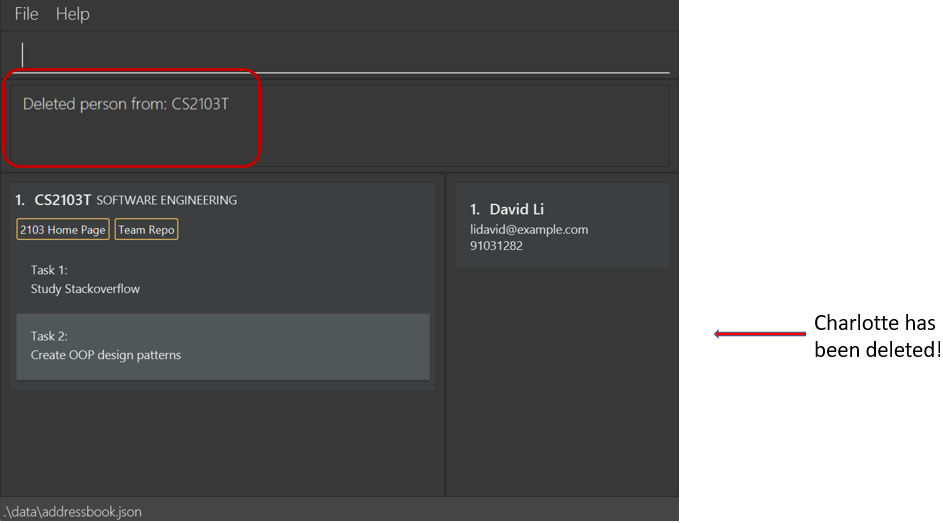 File Help
Deleted person from: CS2103T
1. CS2103T SOFTWARE ENGINEERING
2103 Home Page Team Repo
Task 1:
Study Stackoverflow
Task 2:
Create OOP design patterns
1. David Li
lidavid@example.com
91031282
Charlotte has
been deleted!
.\data\addressbook.json